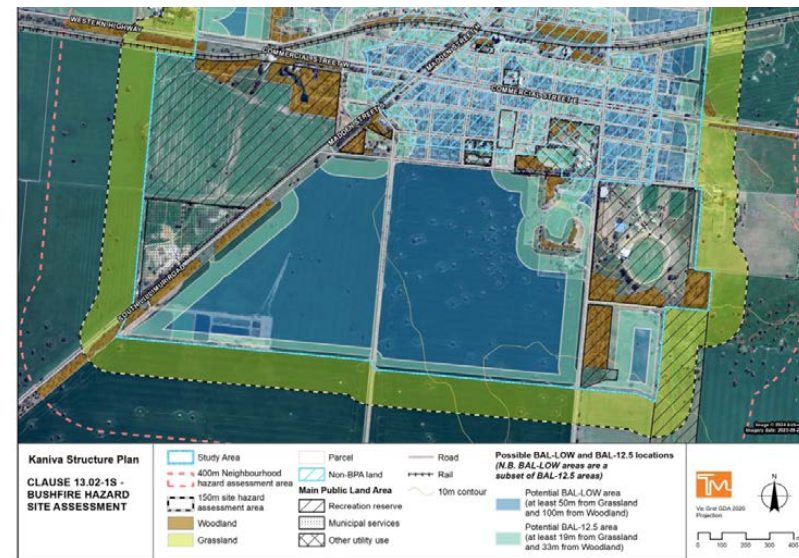 WESTERN HIGHWAY
COMMERCIAL STREET W
MADDEN STREET N
COMMERCIAL STREET E
MADDEN STREET S
SOUTH LILLIMUR ROAD
Kaniva Structure Plan
CLAUSE 13.02-1S -
BUSHFIRE HAZARD
SITE ASSESSMENT
Study Area
400m Neighbourhood
hazard assessment area
150m site hazard
assessment area
Woodland
Grassland
Parcel
Non-BPA land
Main Public Land Area
Recreation reserve
Municipal services
Other utility use
Road
Rail
10m contour
Possible BAL-LOW and BAL-12.5 locations
(N.B. BAL-LOW areas are a
subset of BAL-12.5 areas)
Potential BAL-LOW area
(at least 50m from Grassland
and 100m from Woodland)
Potential BAL-12.5 area
(at least 19m from Grassland
and 33m from Woodland)
TM
Vic Grid GDA 2020
Projection
N
0 100 200 300 400